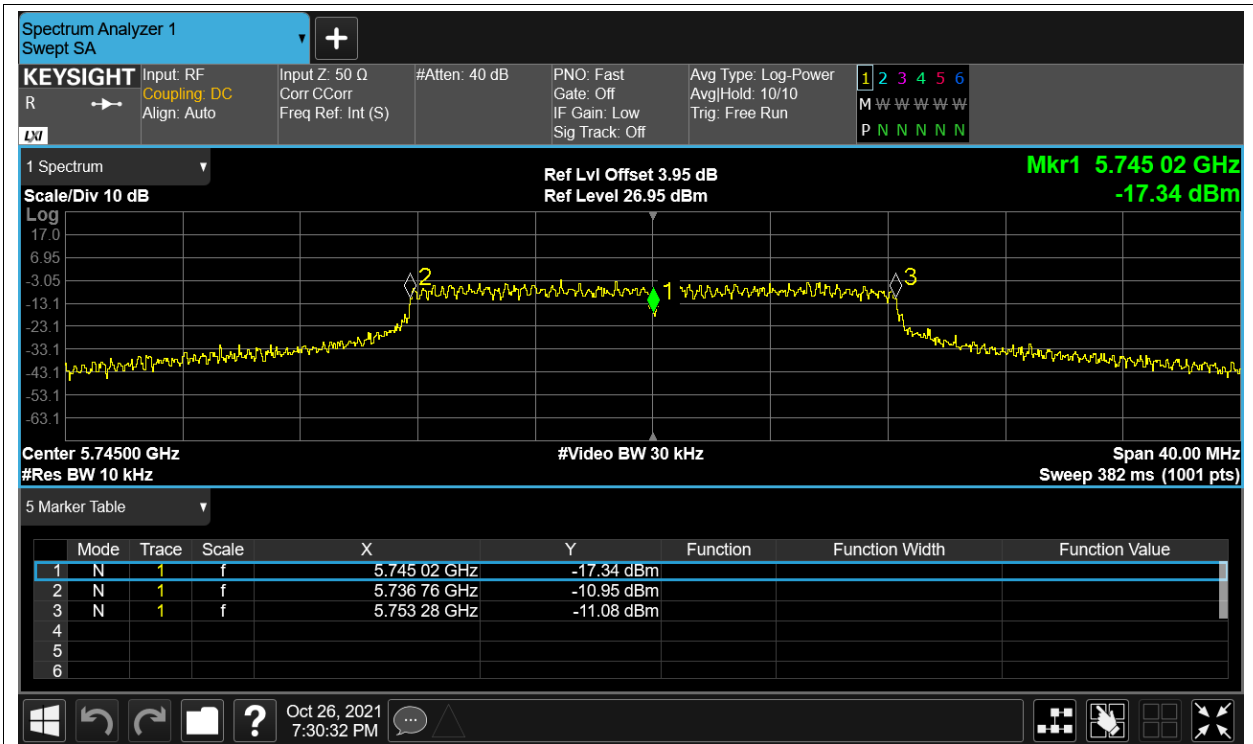 Spectrum Analyzer 1
Swept SA
KEYSIGHT Input: RF Input Z: 50 Ω #Atten: 40 dB PNO: Fast Avg Type: Log-Power 1 2 3 4 5 6
R Coupling: DC Corr CCorr Gate: Off Avg|Hold: 10/10 M W W W W W
Align: Auto Freq Ref: Int (S) IF Gain: Low Trig: Free Run
LXI Sig Track: Off P N N N N N
1 Spectrum Ref Lvl Offset 3.95 dB Mkr1 5.745 02 GHz
Scale/Div 10 dB Ref Level 26.95 dBm -17.34 dBm
Log
17.0
6.95
-3.05 2 3
-13.1 1
-23.1
-33.1
-43.1
-53.1
-63.1
Center 5.74500 GHz #Video BW 30 kHz Span 40.00 MHz
#Res BW 10 kHz Sweep 382 ms (1001 pts)
5 Marker Table
Mode Trace Scale X Y Function Function Width Function Value
1 N 1 f 5.745 02 GHz -17.34 dBm
2 N 1 f 5.736 76 GHz -10.95 dBm
3 N 1 f 5.753 28 GHz -11.08 dBm
4
5
6
? Oct 26, 2021
7:30:32 PM